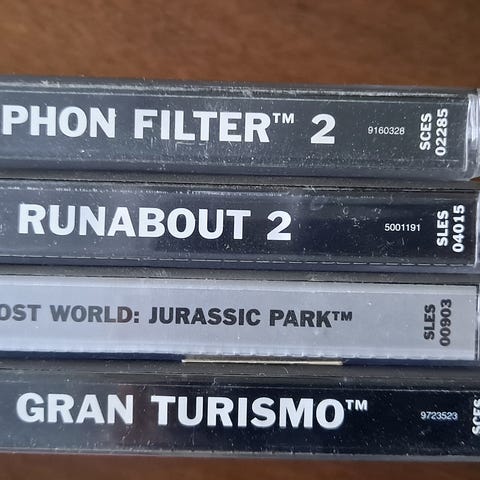 PHON FILTER™ 2 9160328 SCES 02285
RUNABOUT 2 5001191 SLES 04015
OST WORLD: JURASSIC PARK™ SLES 00903
GRAN TURISMO™ 9723523 SCES